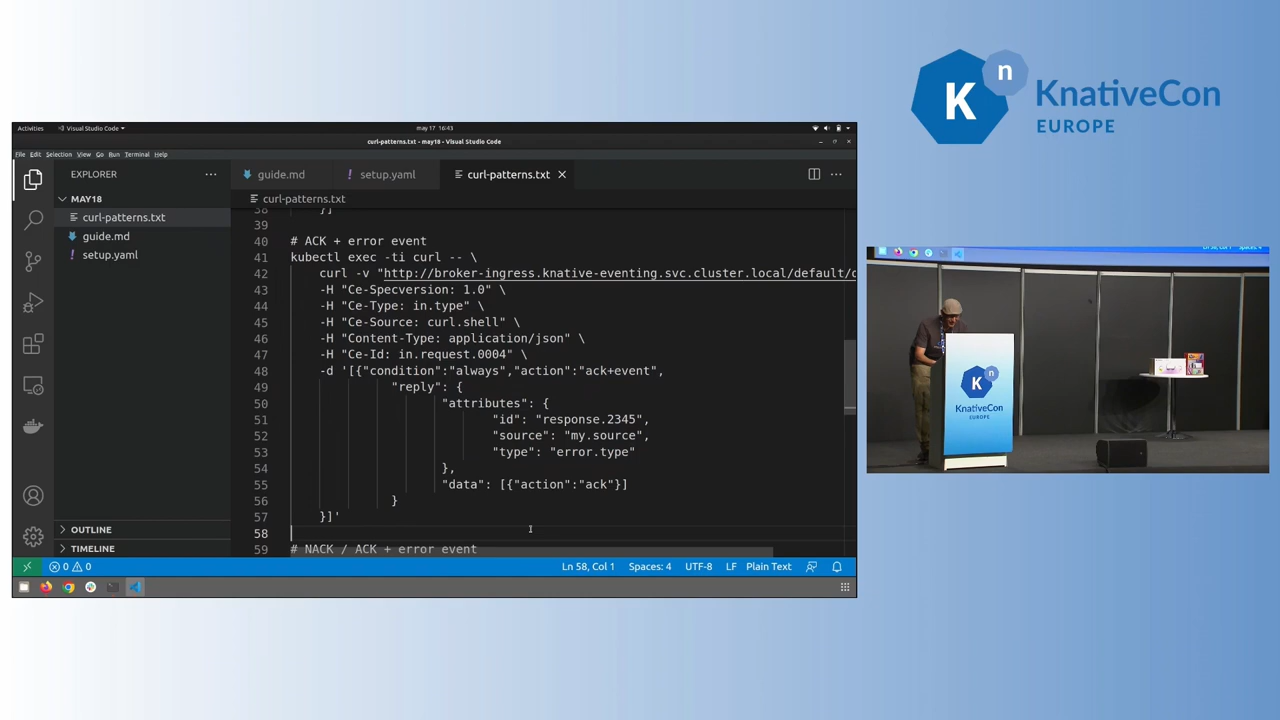 K n KnativeCon
EUROPE
Activities Visual Studio Code may 17 16:43
curl-patterns.txt - may18 - Visual Studio Code
File Edit Selection View Go Run Terminal Help
EXPLORER
MAY18
curl-patterns.txt
guide.md
setup.yaml
OUTLINE
TIMELINE
guide.md ! setup.yaml curl-patterns.txt
curl-patterns.txt
38 }]
39
40 # ACK + error event
41 kubectl exec -ti curl -- \
42 curl -v "http://broker-ingress.knative-eventing.svc.cluster.local/default/
43 -H "Ce-Specversion: 1.0" \
44 -H "Ce-Type: in.type" \
45 -H "Ce-Source: curl.shell" \
46 -H "Content-Type: application/json" \
47 -H "Ce-Id: in.request.0004" \
48 -d '[{"condition":"always","action":"ack+event",
49 "reply": {
50 "attributes": {
51 "id": "response.2345",
52 "source": "my.source",
53 "type": "error.type"
54 },
55 "data": [{"action":"ack"}]
56 }
57 }]'
58
59 # NACK / ACK + error event
0 0 Ln 58, Col 1 Spaces: 4 UTF-8 LF Plain Text
K n
KnativeCon
EUROPE